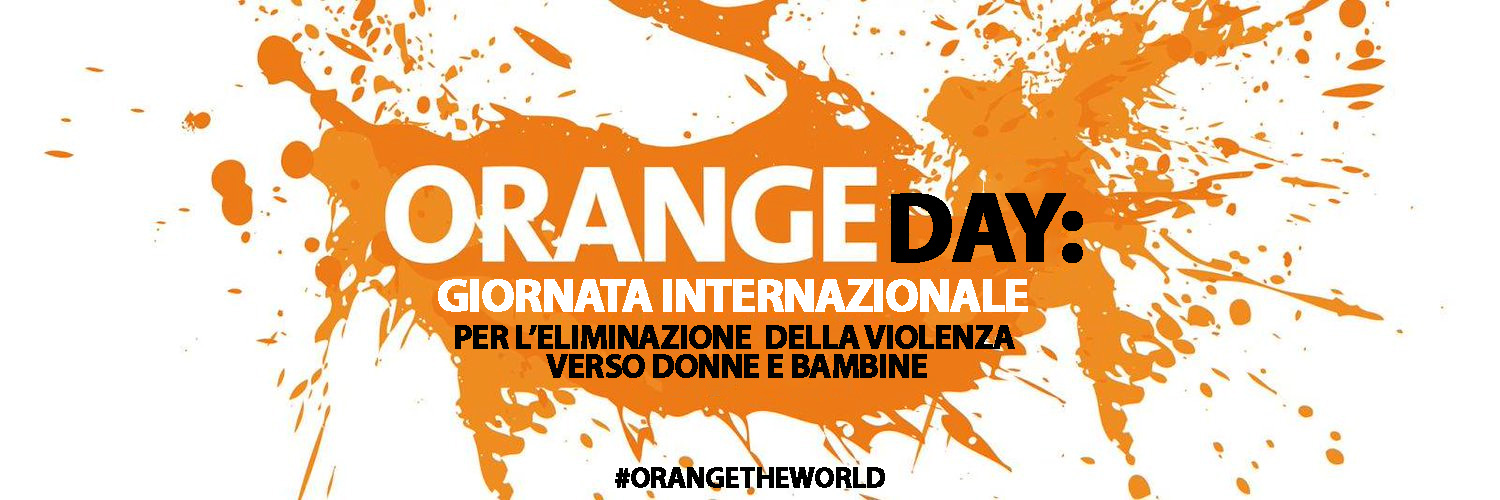 ORANGE DAY:
GIORNATA INTERNAZIONALE
PER L'ELIMINAZIONE DELLA VIOLENZA
VERSO DONNE E BAMBINE
#ORANGETHEWORLD